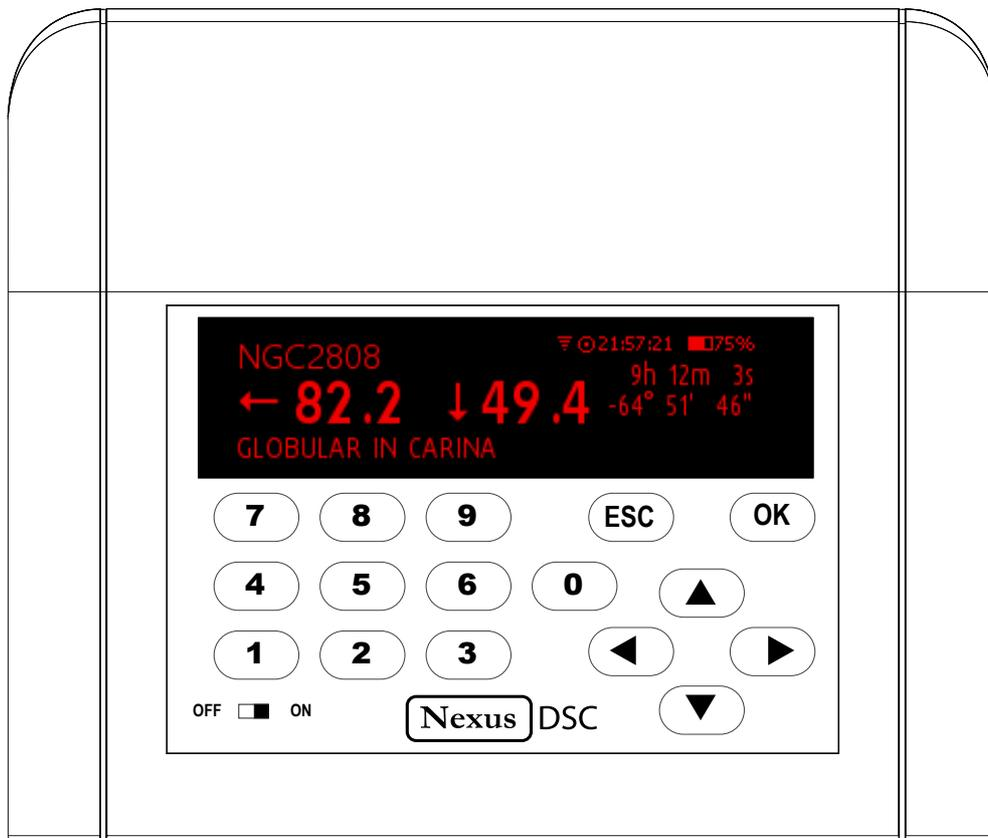 NGC2808
21:57:21 75%
9h 12m 3s
← 82.2 ↓ 49.4
-64° 51' 46"
GLOBULAR IN CARINA
7 8 9 ESC OK
4 5 6 0
1 2 3
OFF ON
Nexus DSC